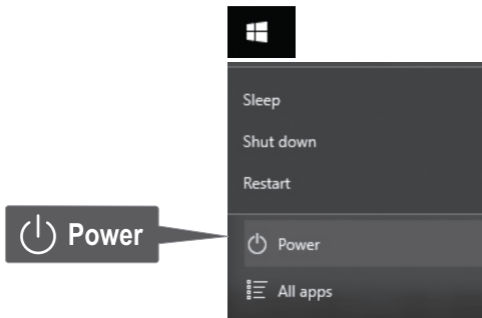 Sleep
Shut down
Restart
Power
Power
All apps